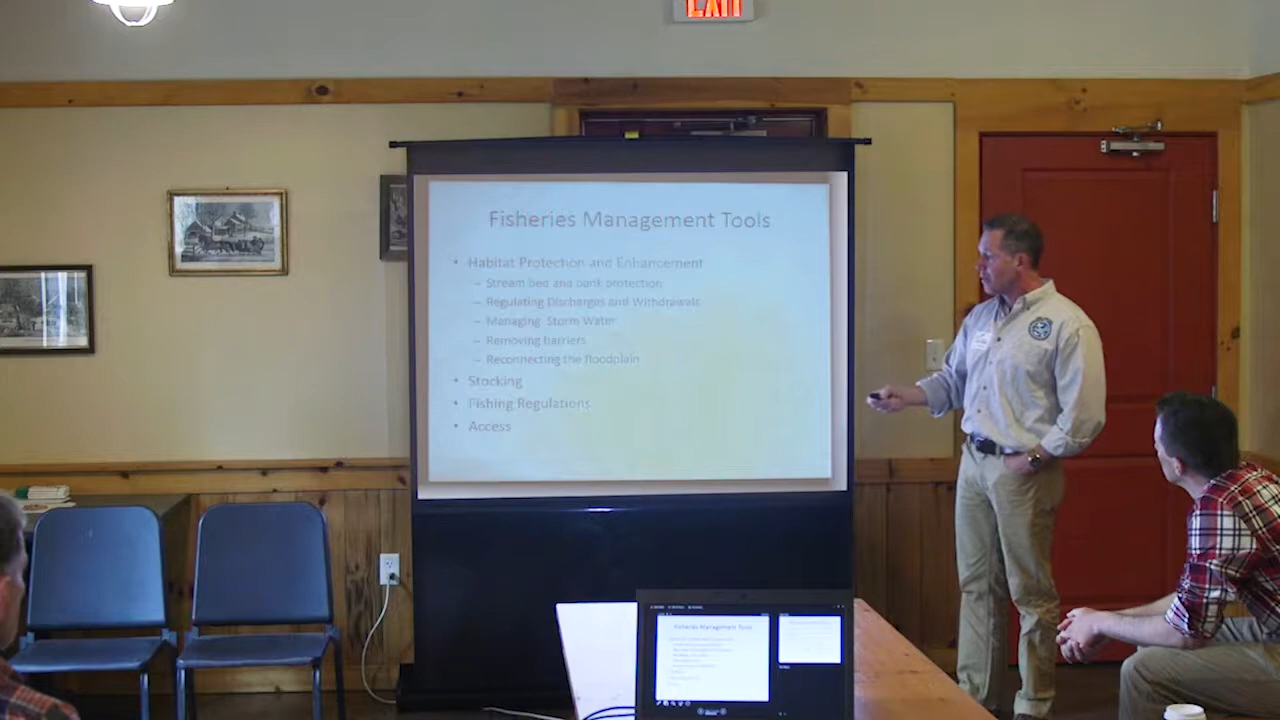 EXIT
Fisheries Management Tools
• Habitat Protection and Enhancement
– Stream bed and bank protection
– Regulating Discharges and Withdrawals
– Managing Storm Water
– Removing barriers
– Reconnecting the floodplain
• Stocking
• Fishing Regulations
• Access
Fisheries Management Tools